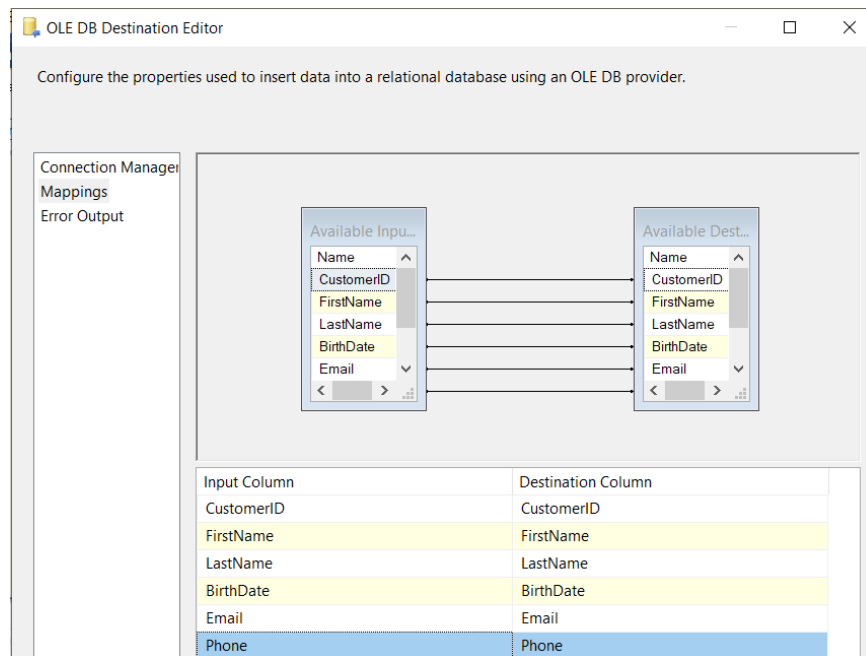 OLE DB Destination Editor
Configure the properties used to insert data into a relational database using an OLE DB provider.
Connection Manager
Mappings
Error Output
Available Inpu...
Name
CustomerID
FirstName
LastName
BirthDate
Email
Available Dest...
Name
CustomerID
FirstName
LastName
BirthDate
Email
Input Column Destination Column
CustomerID CustomerID
FirstName FirstName
LastName LastName
BirthDate BirthDate
Email Email
Phone Phone